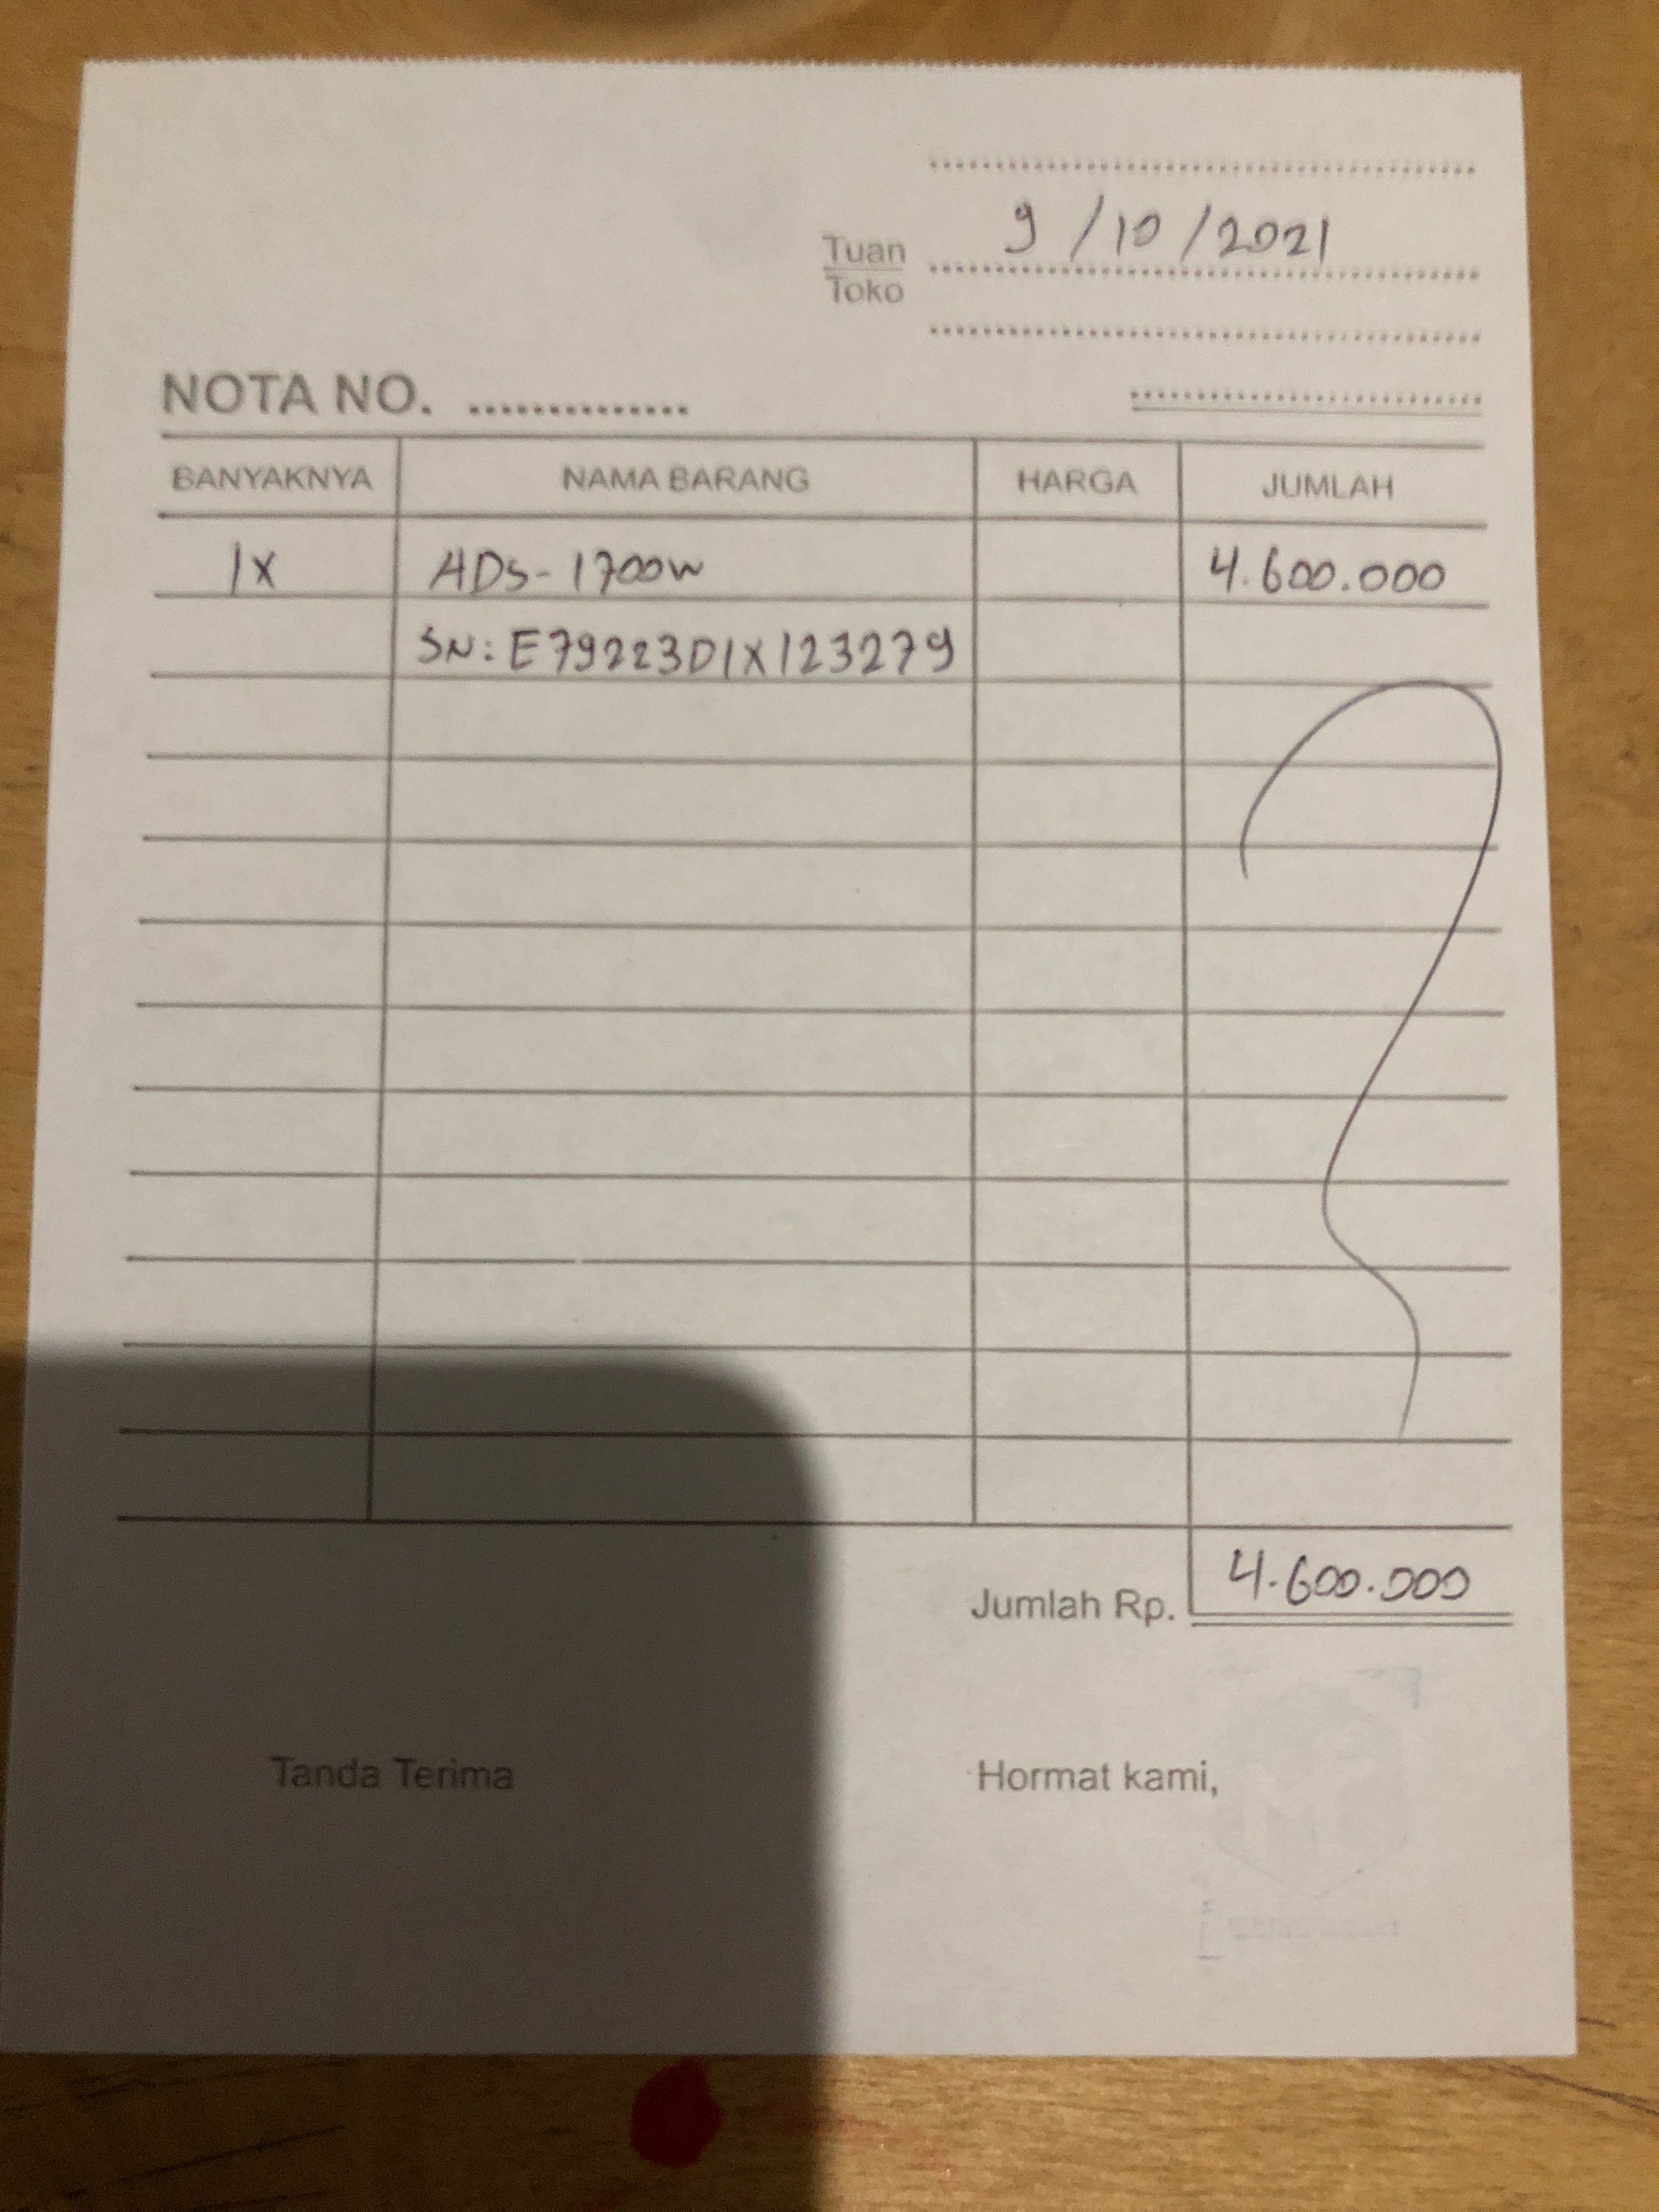 9/10/2021
Tuan
Toko
NOTA NO. ..............
BANYAKNYA NAMA BARANG HARGA JUMLAH
1X ADS-1700W 4.600.000
SN: E79223D1X123279
Jumlah Rp. 4.600.000
Tanda Terima Hormat kami,